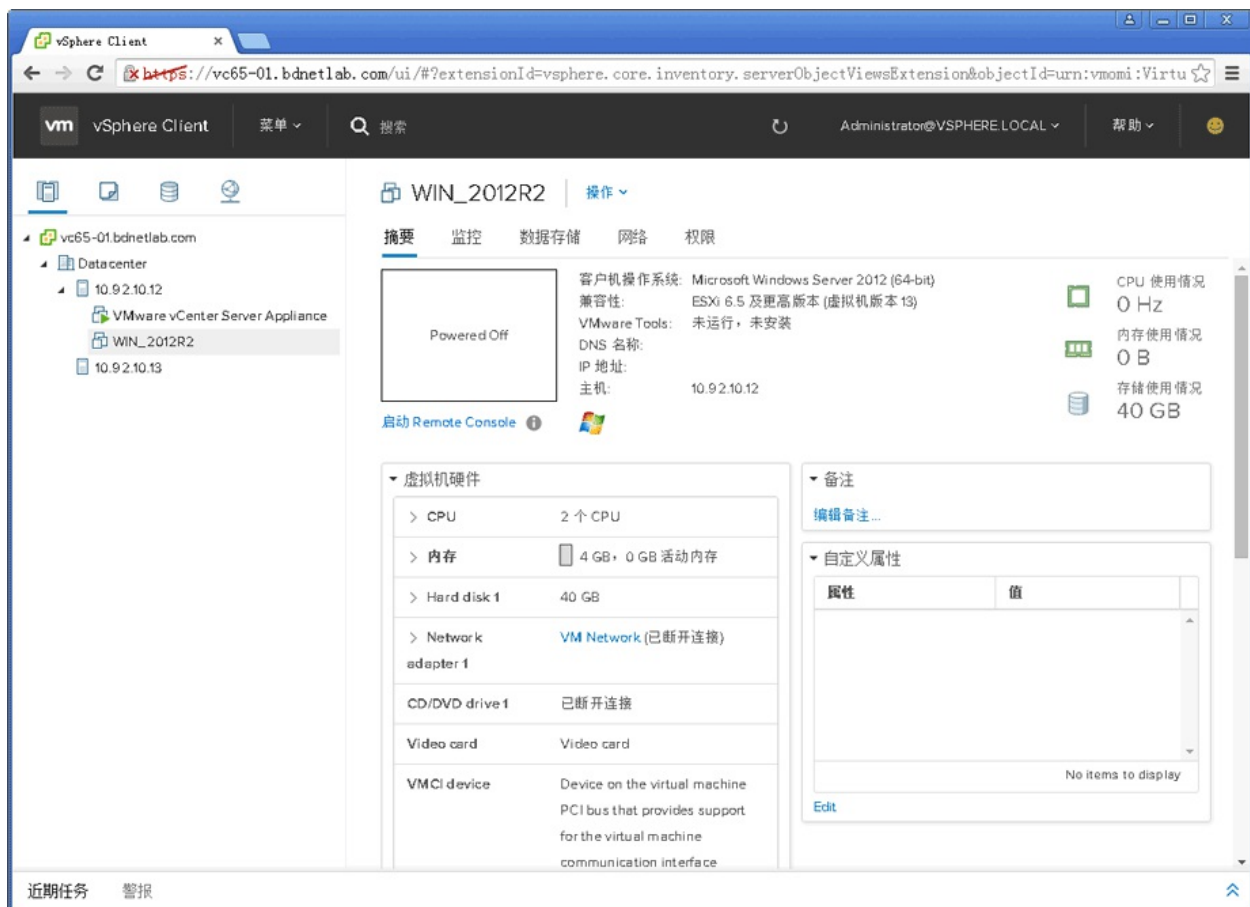 vSphere Client
https://vc65-01.bdnetlab.com/ui/#?extensionId=vsphere.core.inventory.serverObjectViewsExtension&objectId=urn:vmomi:Virtu
vm vSphere Client 菜单 搜索 Administrator@VSPHERE.LOCAL 帮助
WIN_2012R2 操作
vc65-01.bdnetlab.com
Datacenter
10.92.10.12
VMware vCenter Server Appliance
WIN_2012R2
10.92.10.13
摘要 监控 数据存储 网络 权限
Powered Off
启动 Remote Console
客户机操作系统: Microsoft Windows Server 2012 (64-bit)
兼容性: ESXi 6.5 及更高版本 (虚拟机版本 13)
VMware Tools: 未运行，未安装
DNS 名称:
IP 地址:
主机: 10.92.10.12
CPU 使用情况
0 Hz
内存使用情况
0 B
存储使用情况
40 GB
虚拟机硬件
CPU 2 个 CPU
内存 4 GB，0 GB 活动内存
Hard disk 1 40 GB
Network adapter 1 VM Network (已断开连接)
CD/DVD drive 1 已断开连接
Video card Video card
VMCI device Device on the virtual machine
PCI bus that provides support
for the virtual machine
communication interface
备注
编辑备注...
自定义属性
属性 值
No items to display
Edit
近期任务 警报